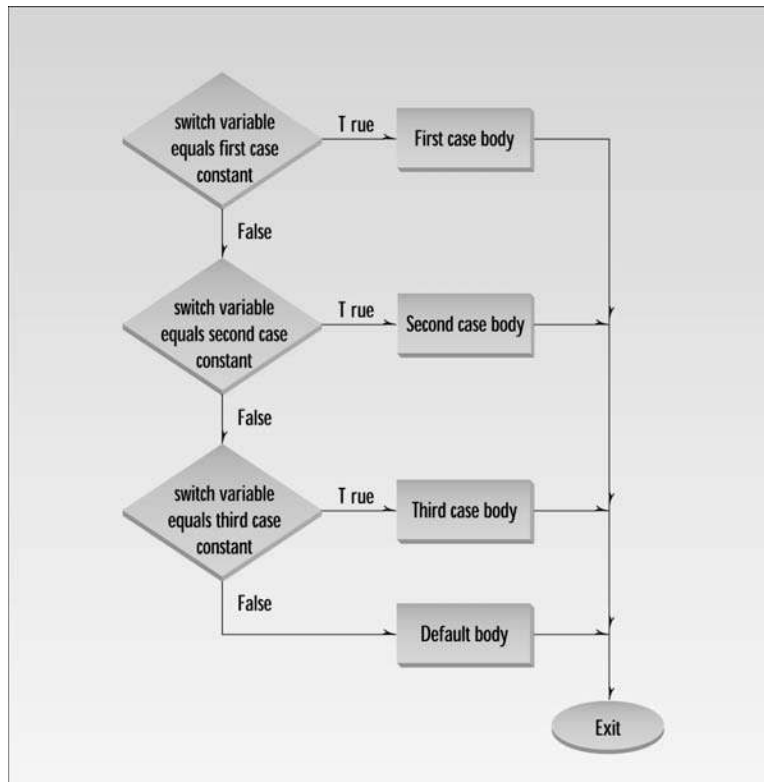 switch variable
equals first case
constant
T rue
First case body
False
switch variable
equals second case
constant
T rue
Second case body
False
switch variable
equals third case
constant
T rue
Third case body
False
Default body
Exit